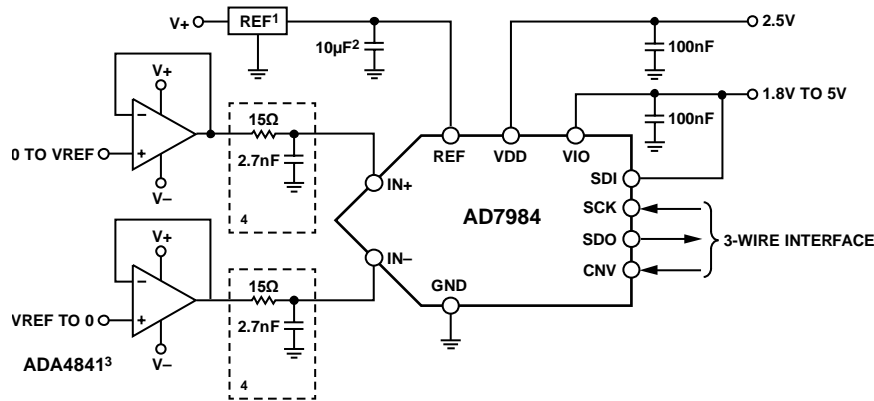 V+ REF1 10µF2 2.5V
100nF
1.8V TO 5V
100nF
V+
−
+
0 TO VREF
V−
15Ω
2.7nF
4
REF VDD VIO
IN+
SDI
AD7984
SCK
SDO
CNV
3-WIRE INTERFACE
IN−
GND
V+
−
+
VREF TO 0
V−
ADA48413
15Ω
2.7nF
4